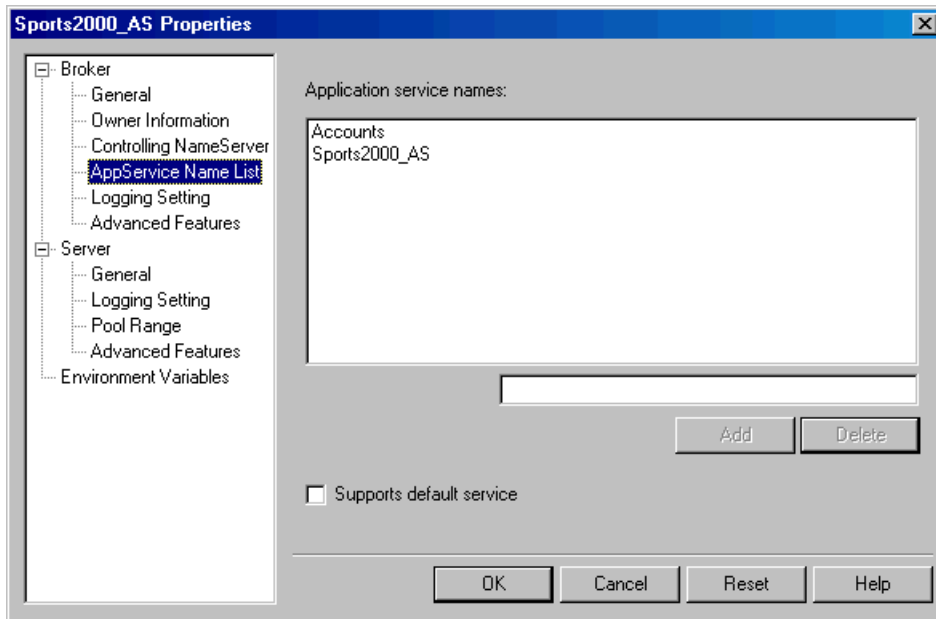 Sports2000_AS Properties
Broker
General
Owner Information
Controlling NameServer
AppService Name List
Logging Setting
Advanced Features
Server
General
Logging Setting
Pool Range
Advanced Features
Environment Variables
Application service names:
Accounts
Sports2000_AS
Add Delete
Supports default service
OK Cancel Reset Help